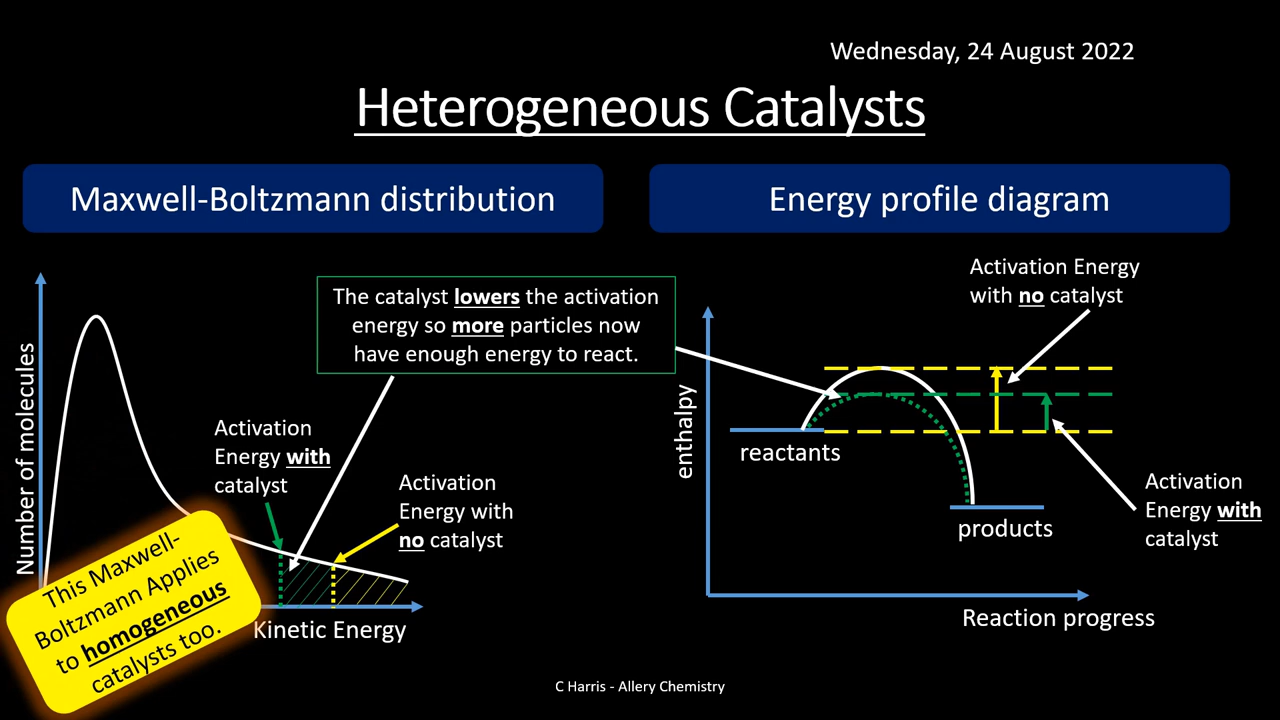 Wednesday, 24 August 2022
Heterogeneous Catalysts
Maxwell-Boltzmann distribution
Energy profile diagram
The catalyst lowers the activation
energy so more particles now
have enough energy to react.
Number of molecules
Activation
Energy with
catalyst
Activation
Energy with
no catalyst
Kinetic Energy
This Maxwell-
Boltzmann Applies
to homogeneous
catalysts too.
Activation Energy
with no catalyst
enthalpy
reactants
products
Activation
Energy with
catalyst
Reaction progress
C Harris - Allery Chemistry